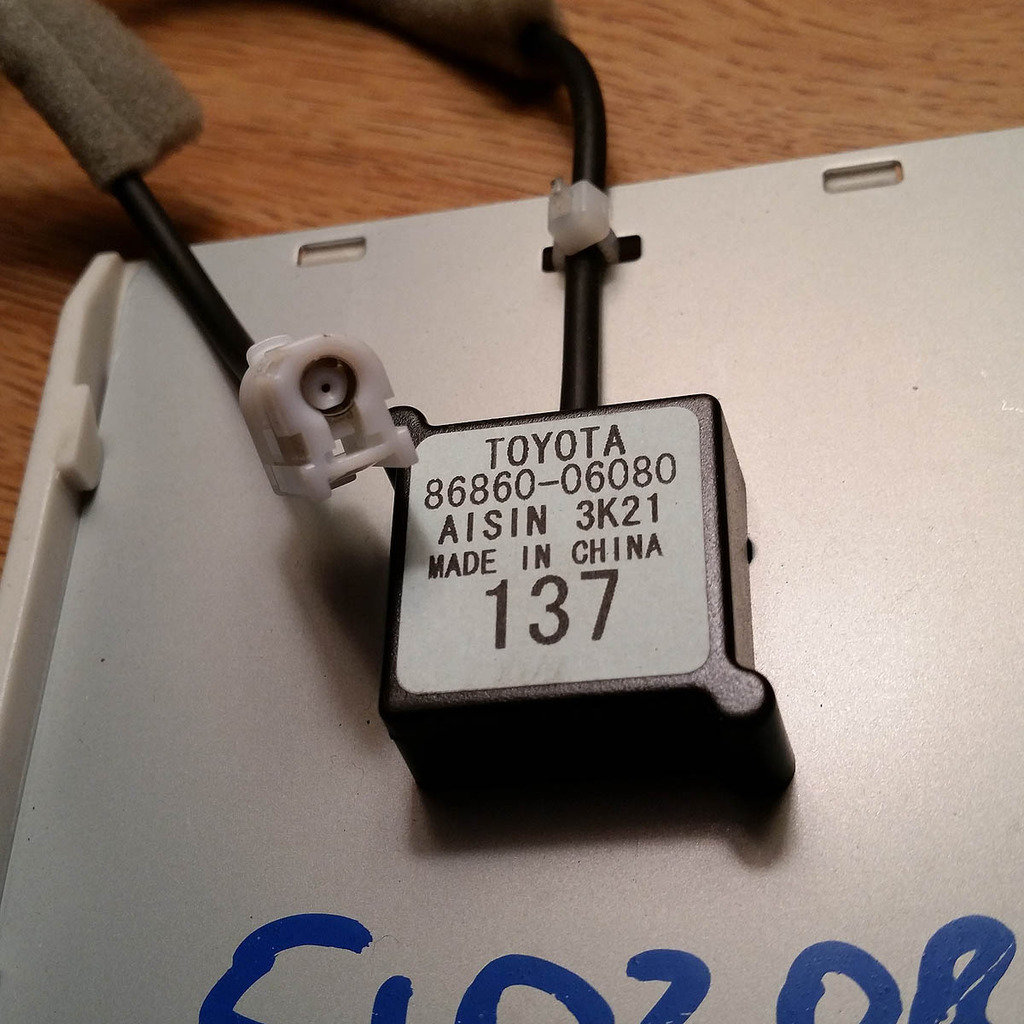 TOYOTA
86860-06080
AISIN 3K21
MADE IN CHINA
137